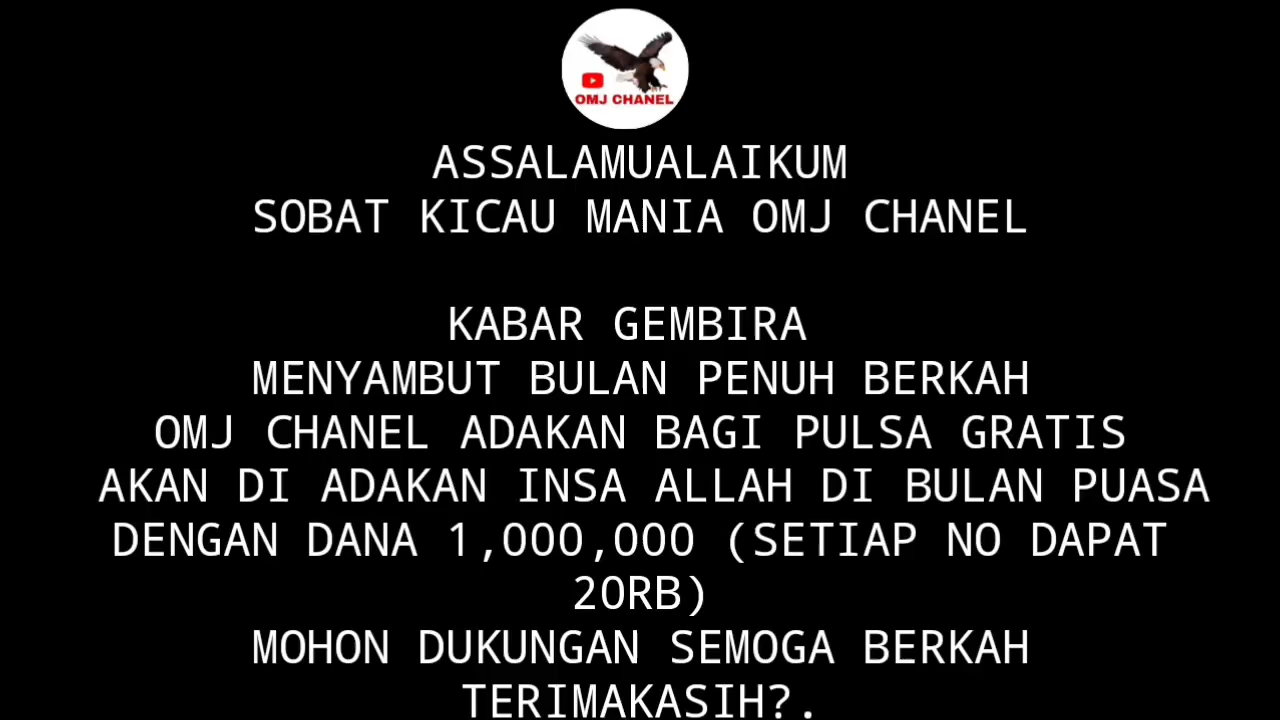 OMJ CHANEL
ASSALAMUALAIKUM
SOBAT KICAU MANIA OMJ CHANEL
KABAR GEMBIRA
MENYAMBUT BULAN PENUH BERKAH
OMJ CHANEL ADAKAN BAGI PULSA GRATIS
AKAN DI ADAKAN INSA ALLAH DI BULAN PUASA
DENGAN DANA 1,000,000 (SETIAP NO DAPAT
20RB)
MOHON DUKUNGAN SEMOGA BERKAH
TERIMAKASIH?.